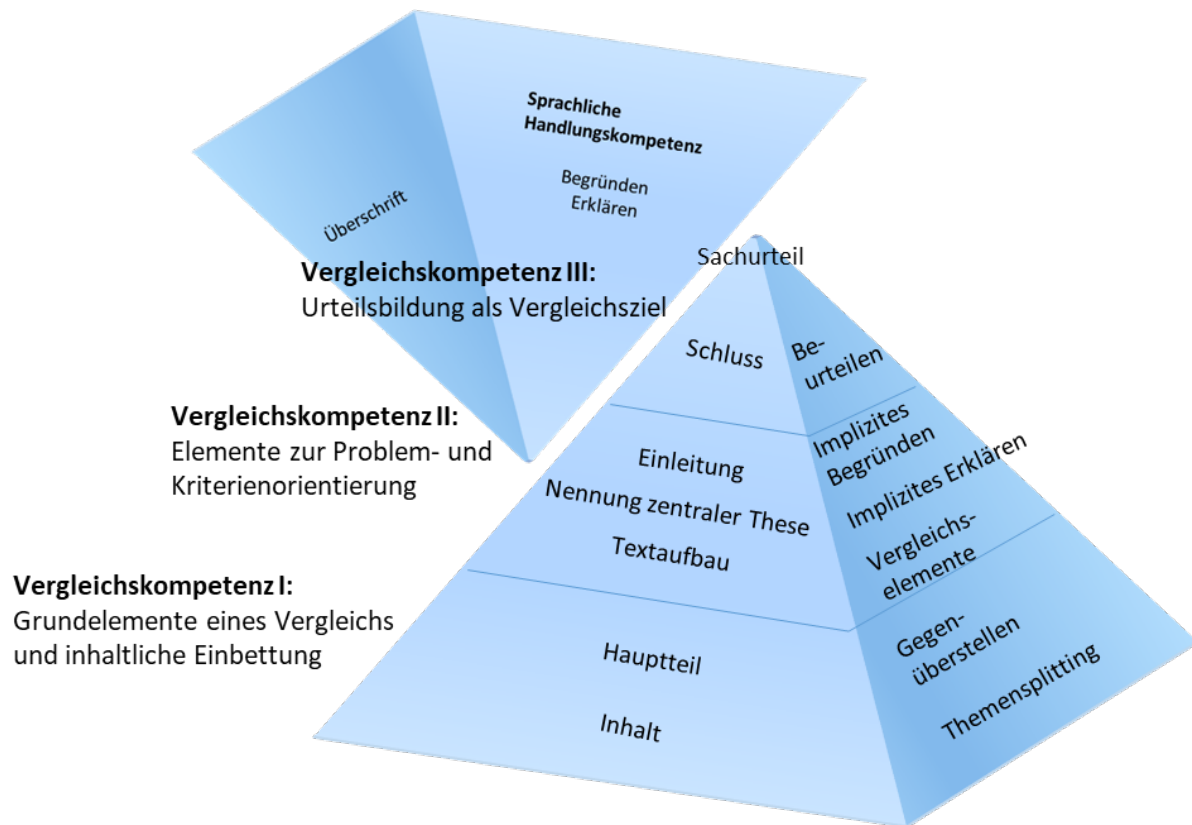 Sprachliche
Handlungskompetenz
Begründen
Erklären
Überschrift
Vergleichskompetenz III:
Urteilsbildung als Vergleichsziel
Sachurteil
Schluss
Be-
urteilen
Vergleichskompetenz II:
Elemente zur Problem- und
Kriterienorientierung
Einleitung
Nennung zentraler These
Textaufbau
Implizites
Begründen
Implizites Erklären
Vergleichs-
elemente
Vergleichskompetenz I:
Grundelemente eines Vergleichs
und inhaltliche Einbettung
Hauptteil
Inhalt
Gegen-
überstellen
Themensplitting